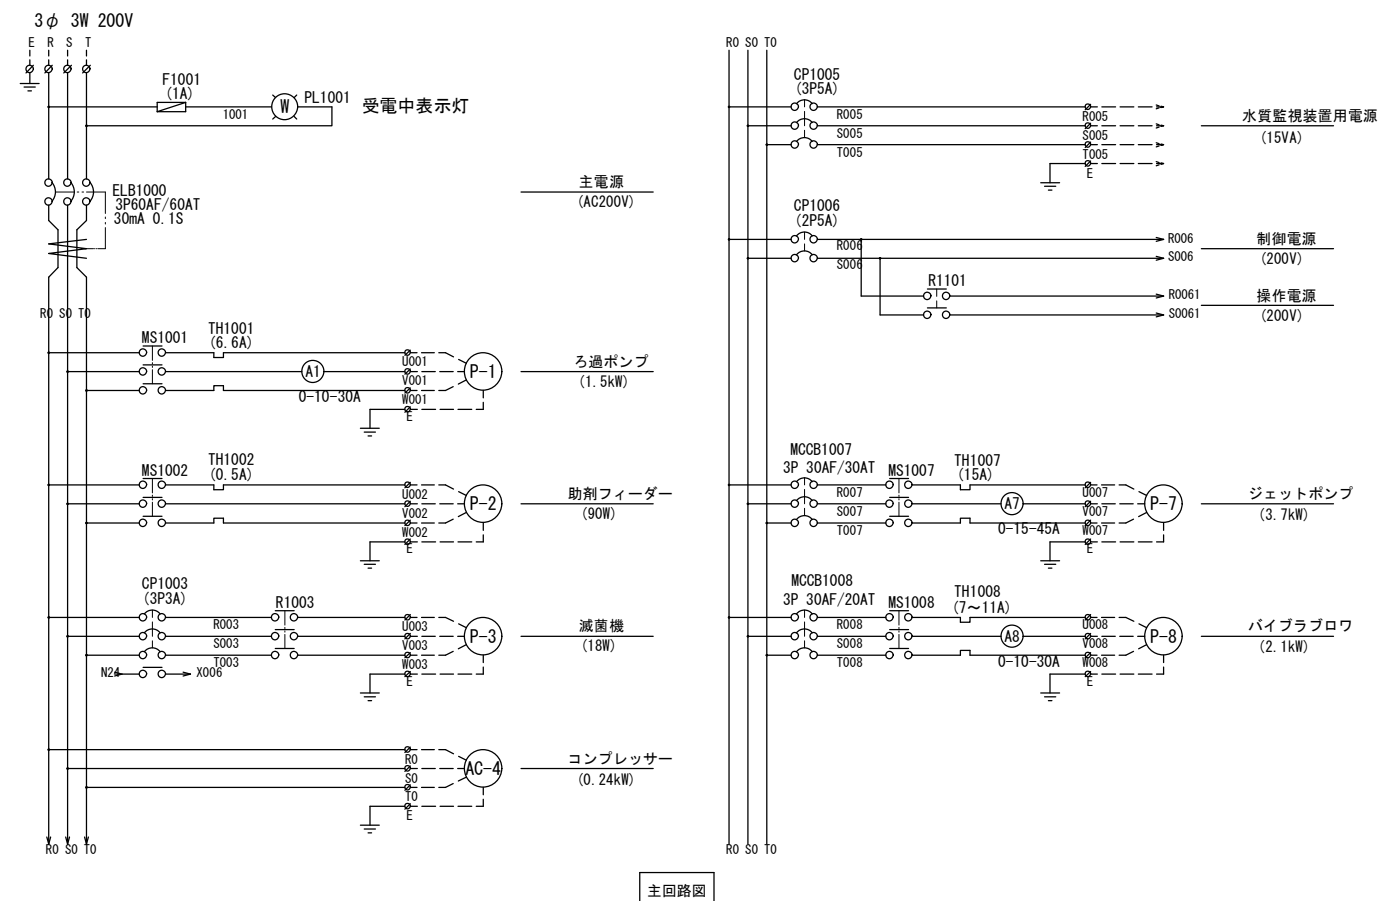 3φ 3W 200V
E R S T
F1001
(1A)
1001
PL1001
受電中表示灯
ELB1000
3P60AF/60AT
30mA 0.1S
主電源
(AC200V)
R0 S0 T0
MS1001
TH1001
(6.6A)
A1
0-10-30A
U001
V001
W001
E
P-1
ろ過ポンプ
(1.5kW)
MS1002
TH1002
(0.5A)
U002
V002
W002
E
P-2
助剤フィーダー
(90W)
CP1003
(3P3A)
R003
S003
T003
R1003
N24
X006
U003
V003
W003
E
P-3
滅菌機
(18W)
R0
S0
T0
E
AC-4
コンプレッサー
(0.24kW)
R0 S0 T0
R0 S0 T0
CP1005
(3P5A)
R005
S005
T005
R005
S005
T005
E
水質監視装置用電源
(15VA)
CP1006
(2P5A)
R006
S006
R006
S006
制御電源
(200V)
R1101
R0061
S0061
操作電源
(200V)
MCCB1007
3P 30AF/30AT
R007
S007
T007
MS1007
TH1007
(15A)
A7
0-15-45A
U007
V007
W007
E
P-7
ジェットポンプ
(3.7kW)
MCCB1008
3P 30AF/20AT
R008
S008
T008
MS1008
TH1008
(7～11A)
A8
0-10-30A
U008
V008
W008
E
P-8
バイブラブロワ
(2.1kW)
R0 S0 T0
W
主回路図